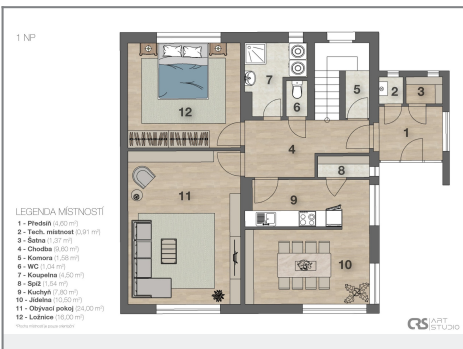 1 NP
12
7
6
5
2
3
1
4
8
11
9
10
LEGENDA MÍSTNOSTÍ
1 - Předsíň (4,60 m²)
2 - Tech. místnost (0,91 m²)
3 - Šatna (1,37 m²)
4 - Chodba (9,60 m²)
5 - Komora (1,58 m²)
6 - WC (1,04 m²)
7 - Koupelna (4,50 m²)
8 - Spíž (1,54 m²)
9 - Kuchyň (7,80 m²)
10 - Jídelna (10,50 m²)
11 - Obývací pokoj (24,00 m²)
12 - Ložnice (16,00 m²)
CRS ART
STUDIO